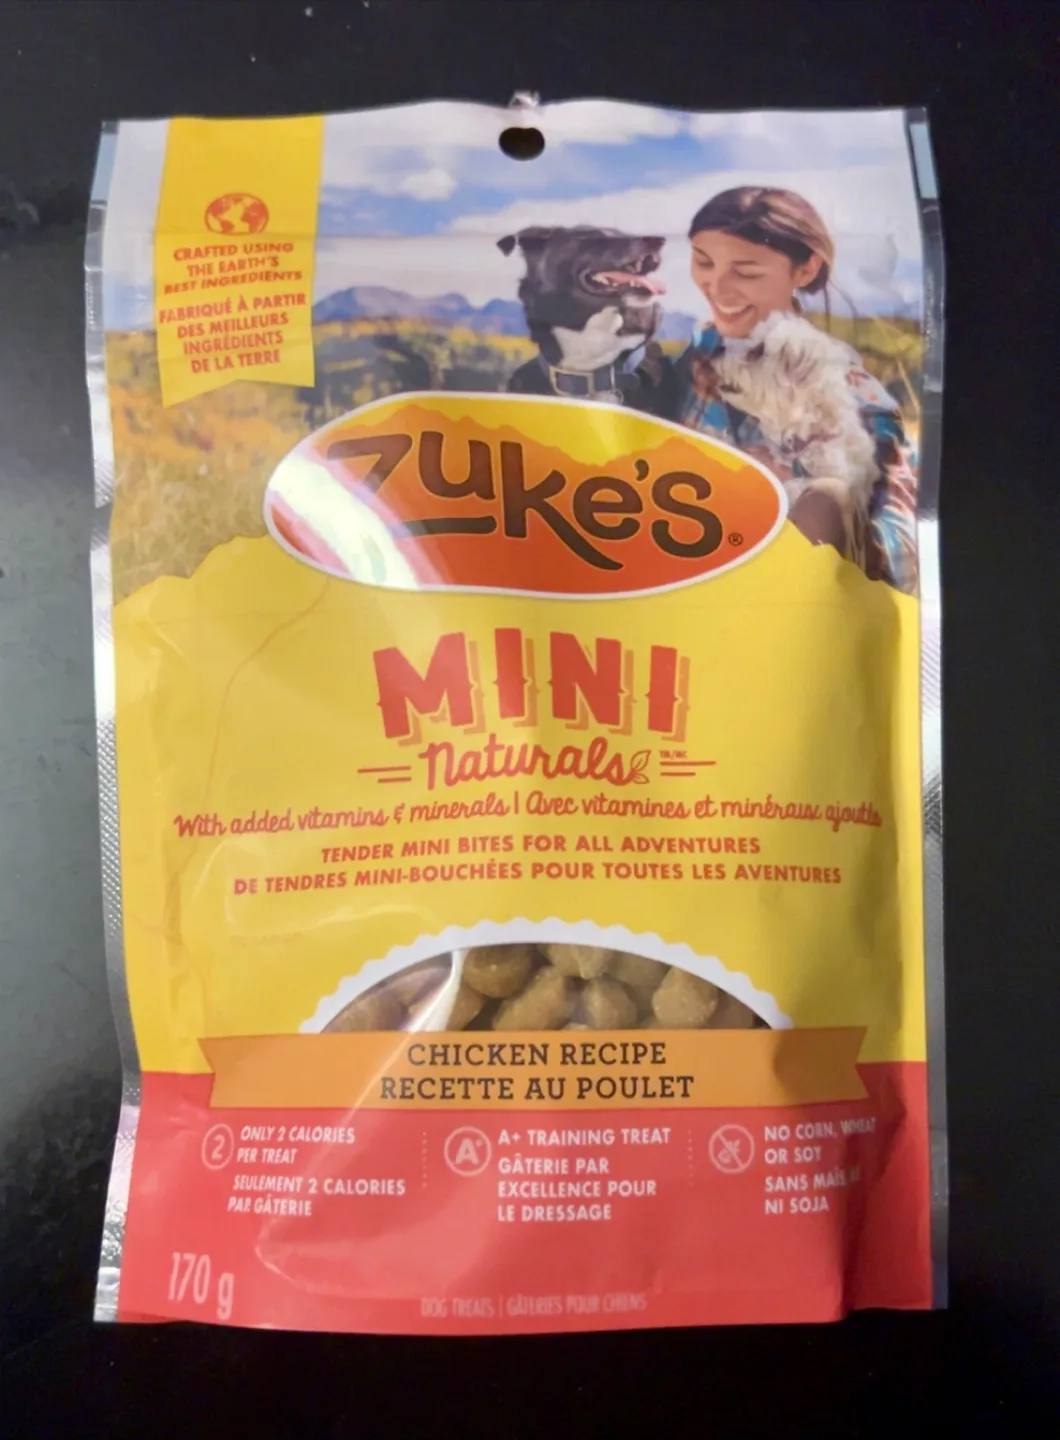 CRAFTED USING
THE EARTH'S
BEST INGREDIENTS
FABRIQUÉ À PARTIR
DES MEILLEURS
INGRÉDIENTS
DE LA TERRE
Zuke's®
MINI
Naturals TM/MC
With added vitamins & minerals | Avec vitamines et minéraux ajoutés
TENDER MINI BITES FOR ALL ADVENTURES
DE TENDRES MINI-BOUCHÉES POUR TOUTES LES AVENTURES
CHICKEN RECIPE
RECETTE AU POULET
2
ONLY 2 CALORIES
PER TREAT
SEULEMENT 2 CALORIES
PAR GÂTERIE
A+
A+ TRAINING TREAT
GÂTERIE PAR
EXCELLENCE POUR
LE DRESSAGE
NO CORN, WHEAT
OR SOY
SANS MAÏS
NI SOJA
170 g
DOG TREATS | GÂTERIES POUR CHIENS